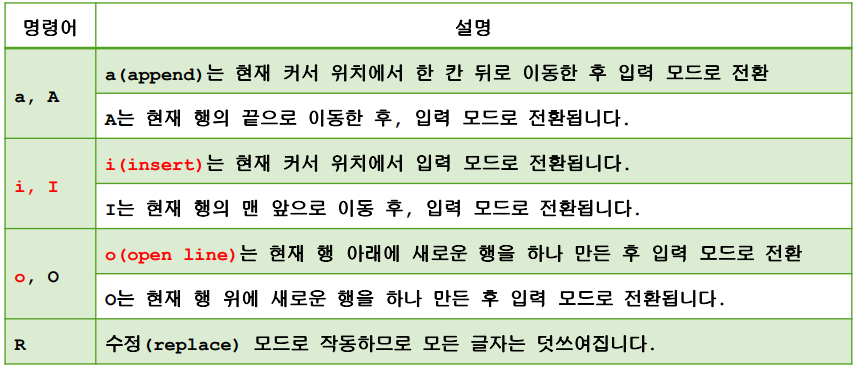 명령어 설명
a, A
a(append)는 현재 커서 위치에서 한 칸 뒤로 이동한 후 입력 모드로 전환
A는 현재 행의 끝으로 이동한 후, 입력 모드로 전환됩니다.
i, I
i(insert)는 현재 커서 위치에서 입력 모드로 전환됩니다.
I는 현재 행의 맨 앞으로 이동 후, 입력 모드로 전환됩니다.
o, O
o(open line)는 현재 행 아래에 새로운 행을 하나 만든 후 입력 모드로 전환
O는 현재 행 위에 새로운 행을 하나 만든 후 입력 모드로 전환됩니다.
R 수정(replace) 모드로 작동하므로 모든 글자는 덧쓰여집니다.